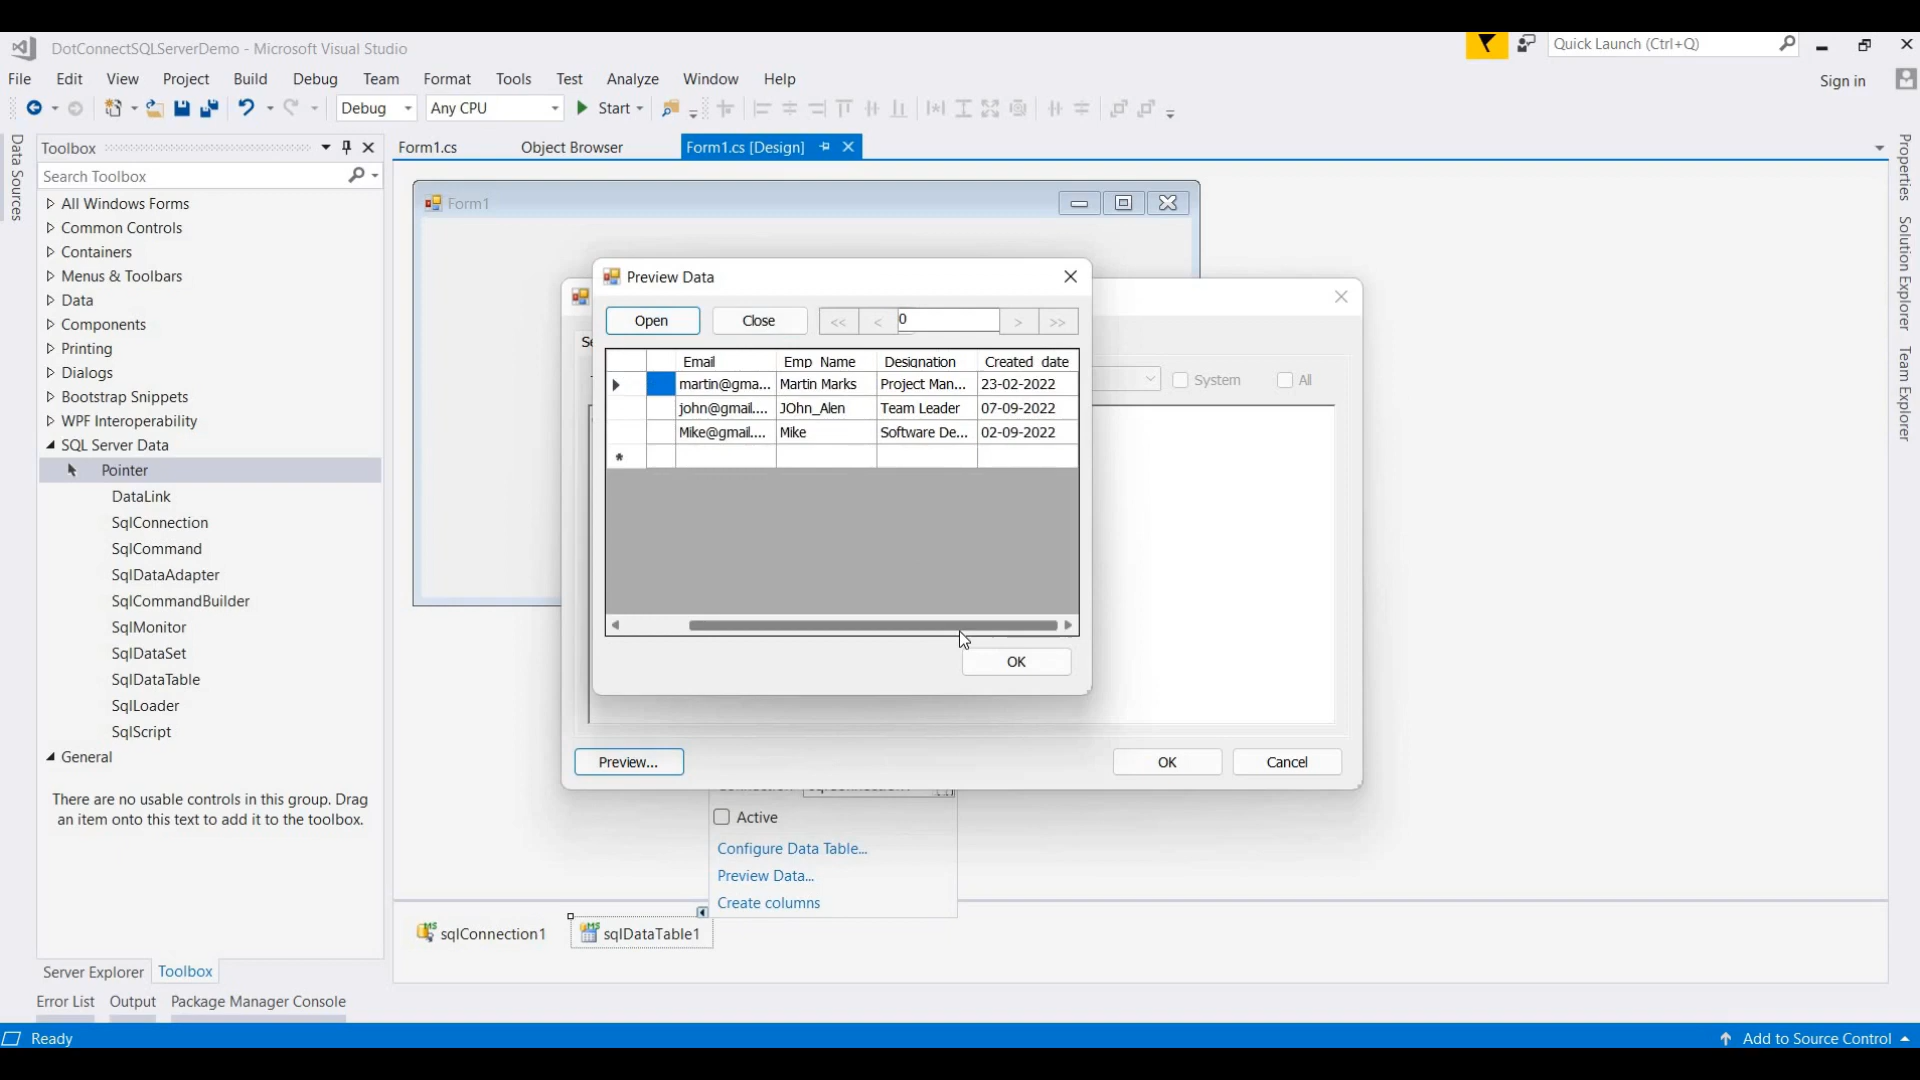 DotConnectSQLServerDemo - Microsoft Visual Studio
Quick Launch (Ctrl+Q)
File Edit View Project Build Debug Team Format Tools Test Analyze Window Help
Sign in
Debug Any CPU Start
Data Sources
Toolbox
Search Toolbox
All Windows Forms
Common Controls
Containers
Menus & Toolbars
Data
Components
Printing
Dialogs
Bootstrap Snippets
WPF Interoperability
SQL Server Data
Pointer
DataLink
SqlConnection
SqlCommand
SqlDataAdapter
SqlCommandBuilder
SqlMonitor
SqlDataSet
SqlDataTable
SqlLoader
SqlScript
General
There are no usable controls in this group. Drag
an item onto this text to add it to the toolbox.
Server Explorer Toolbox
Error List Output Package Manager Console
Form1.cs Object Browser Form1.cs [Design]
Form1
Preview Data
Open Close << < 0 > >>
Email Emp_Name Designation Created_date
martin@gma... Martin Marks Project Man... 23-02-2022
john@gmail.... JOhn_Alen Team Leader 07-09-2022
Mike@gmail.... Mike Software De... 02-09-2022
*
OK
System All
Preview... OK Cancel
Active
Configure Data Table...
Preview Data...
Create columns
sqlConnection1 sqlDataTable1
Properties
Solution Explorer
Team Explorer
Ready
Add to Source Control